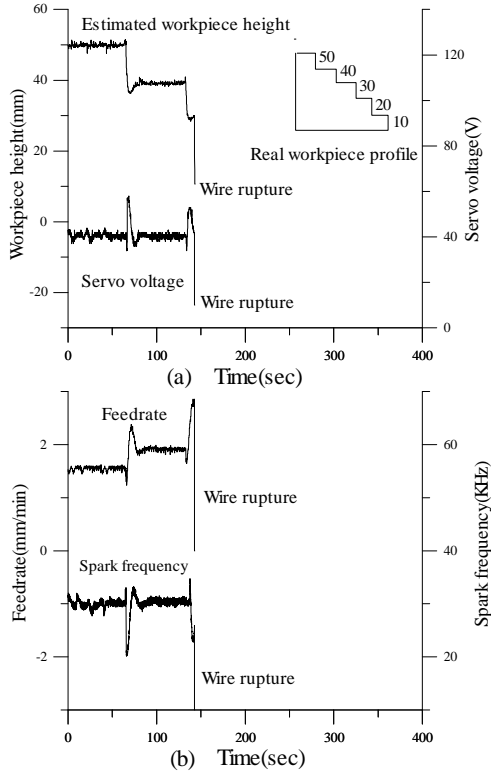 60
Estimated workpiece height
120
50
40
40
30
20
10
80
20
Real workpiece profile
Wire rupture
0
40
Servo voltage
-20
Wire rupture
0
0
100
200
300
400
Workpiece height(mm)
Servo voltage(V)
(a) Time(sec)
Feedrate
2
60
Wire rupture
0
40
Spark frequency
-2
20
Wire rupture
0
100
200
300
400
Feedrate(mm/min)
Spark frequency(KHz)
(b) Time(sec)